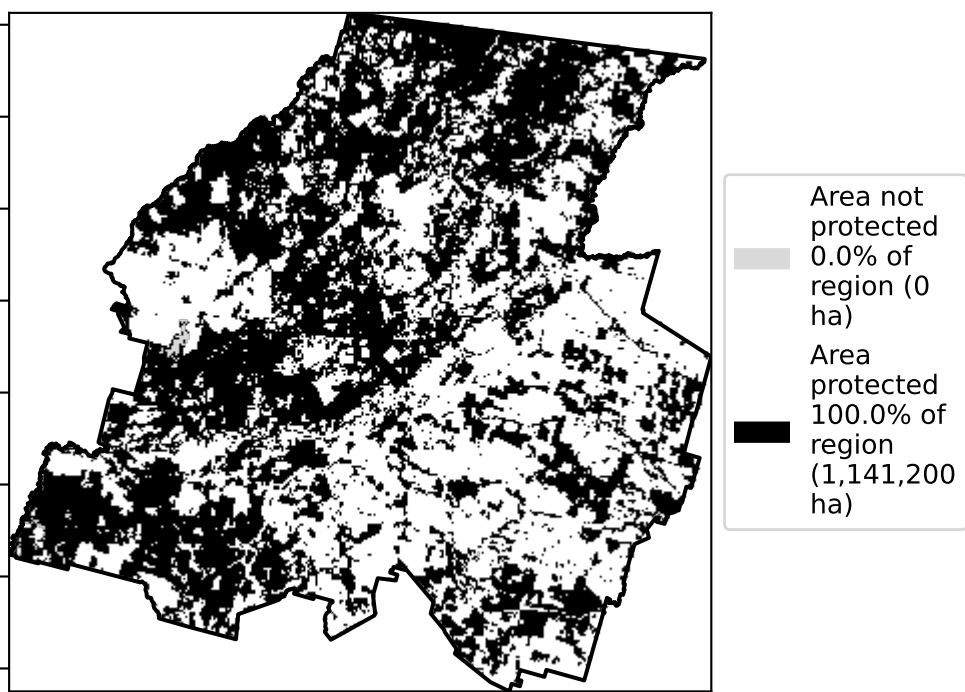 Area not
protected
0.0% of
region (0
ha)
Area
protected
100.0% of
region
(1,141,200
ha)